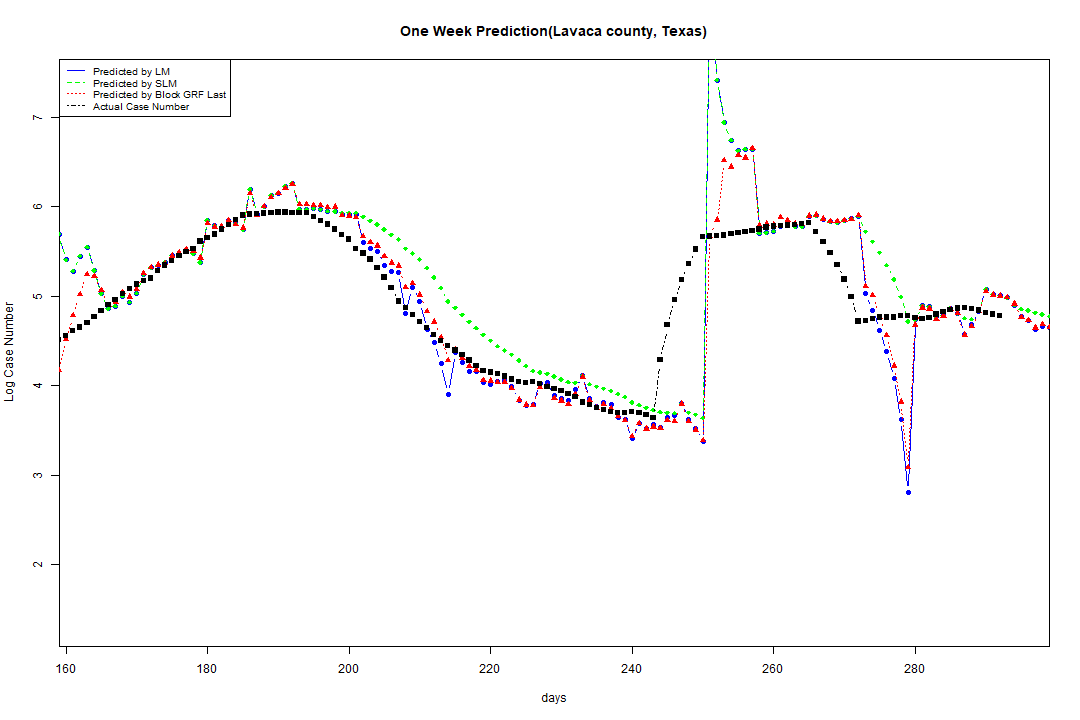 One Week Prediction(Lavaca county, Texas)
Predicted by LM
Predicted by SLM
Predicted by Block GRF Last
Actual Case Number
7
6
5
4
3
2
Log Case Number
160 180 200 220 240 260 280
days